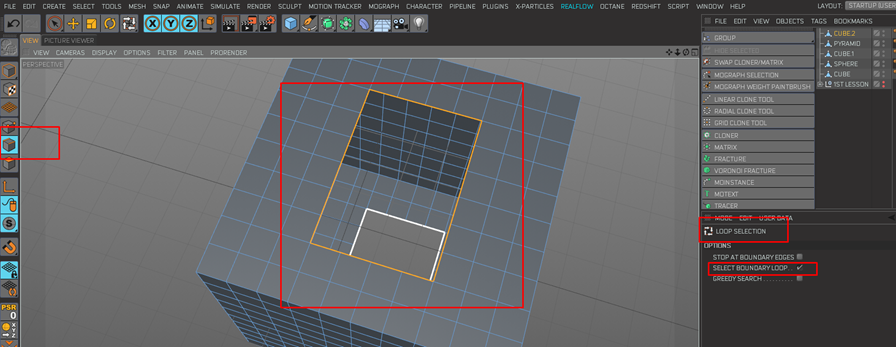 FILE CREATE SELECT TOOLS MESH SNAP ANIMATE SIMULATE RENDER SCULPT MOTION TRACKER MOGRAPH CHARACTER PIPELINE PLUGINS X-PARTICLES REALFLOW OCTANE REDSHIFT SCRIPT WINDOW HELP LAYOUT: STARTUP (USER
X Y Z
VIEW PICTURE VIEWER
VIEW CAMERAS DISPLAY OPTIONS FILTER PANEL PRORENDER
PERSPECTIVE
FILE EDIT VIEW OBJECTS TAGS BOOKMARKS
GROUP
HIDE SELECTED
SWAP CLONER/MATRIX
MOGRAPH SELECTION
MOGRAPH WEIGHT PAINTBRUSH
LINEAR CLONE TOOL
RADIAL CLONE TOOL
GRID CLONE TOOL
CLONER
MATRIX
FRACTURE
VORONOI FRACTURE
MOINSTANCE
MOTEXT
TRACER
CUBE.2
PYRAMID
CUBE.1
SPHERE
CUBE
1ST LESSON
MODE EDIT USER DATA
LOOP SELECTION
OPTIONS
STOP AT BOUNDARY EDGES
SELECT BOUNDARY LOOP . .
GREEDY SEARCH . . . . . . . . .
S
PSR
0
X
Y
Z